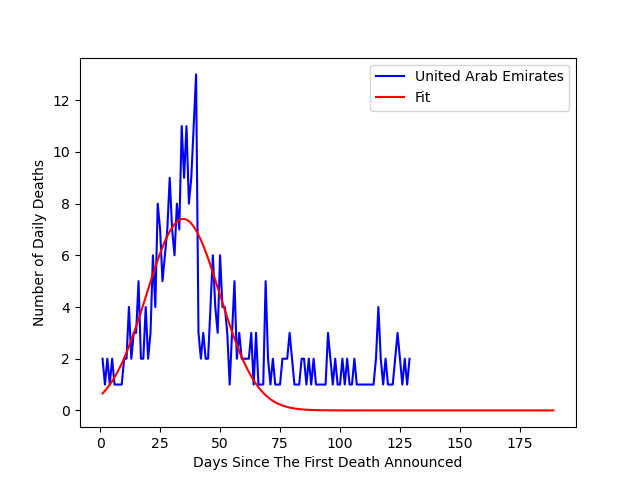 United Arab Emirates
Fit
Number of Daily Deaths
12
10
8
6
4
2
0
0 25 50 75 100 125 150 175
Days Since The First Death Announced